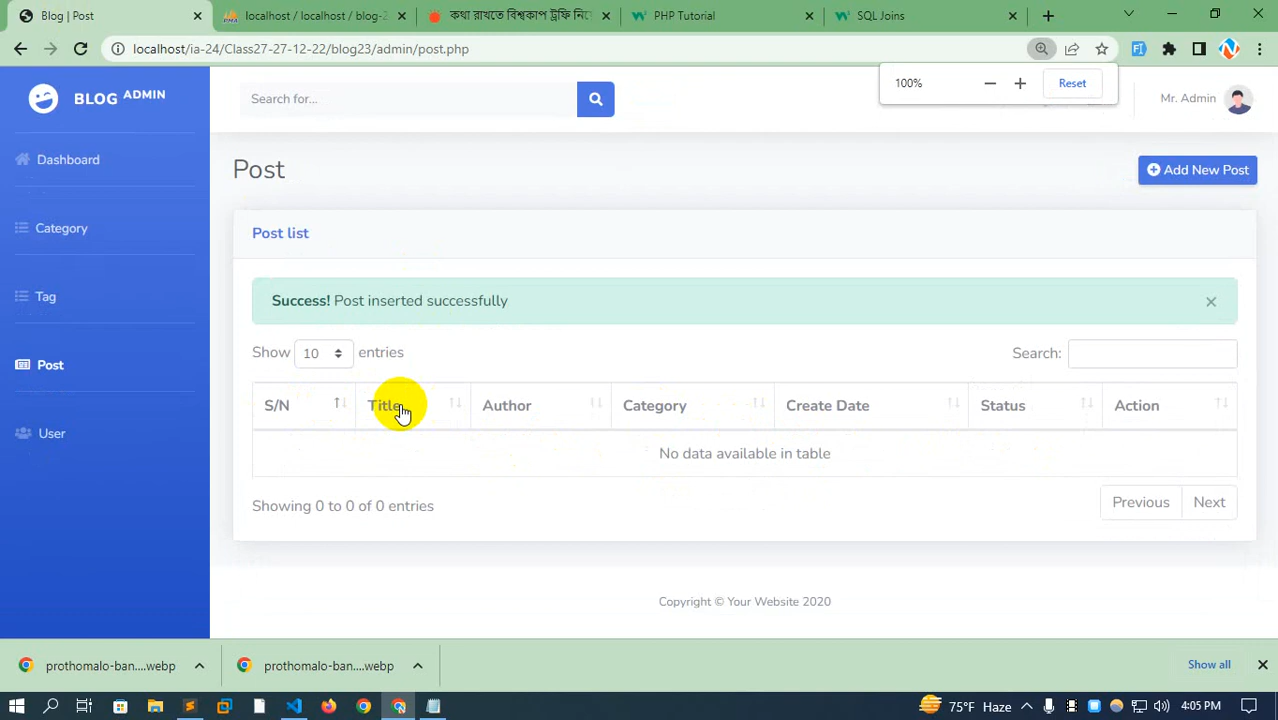 Blog | Post
localhost / localhost / blog-2
কথা রাখতে বিশ্বকাপ ট্রফি নিয়ে
PHP Tutorial
SQL Joins
localhost/ia-24/Class27-27-12-22/blog23/admin/post.php
100%
Reset
BLOG ADMIN
Search for...
Mr. Admin
Dashboard
Category
Tag
Post
User
Post
Add New Post
Post list
Success! Post inserted successfully
Show 10 entries
Search:
S/N Title Author Category Create Date Status Action
No data available in table
Showing 0 to 0 of 0 entries
Previous Next
Copyright © Your Website 2020
prothomalo-ban....webp
prothomalo-ban....webp
Show all
75°F Haze
4:05 PM